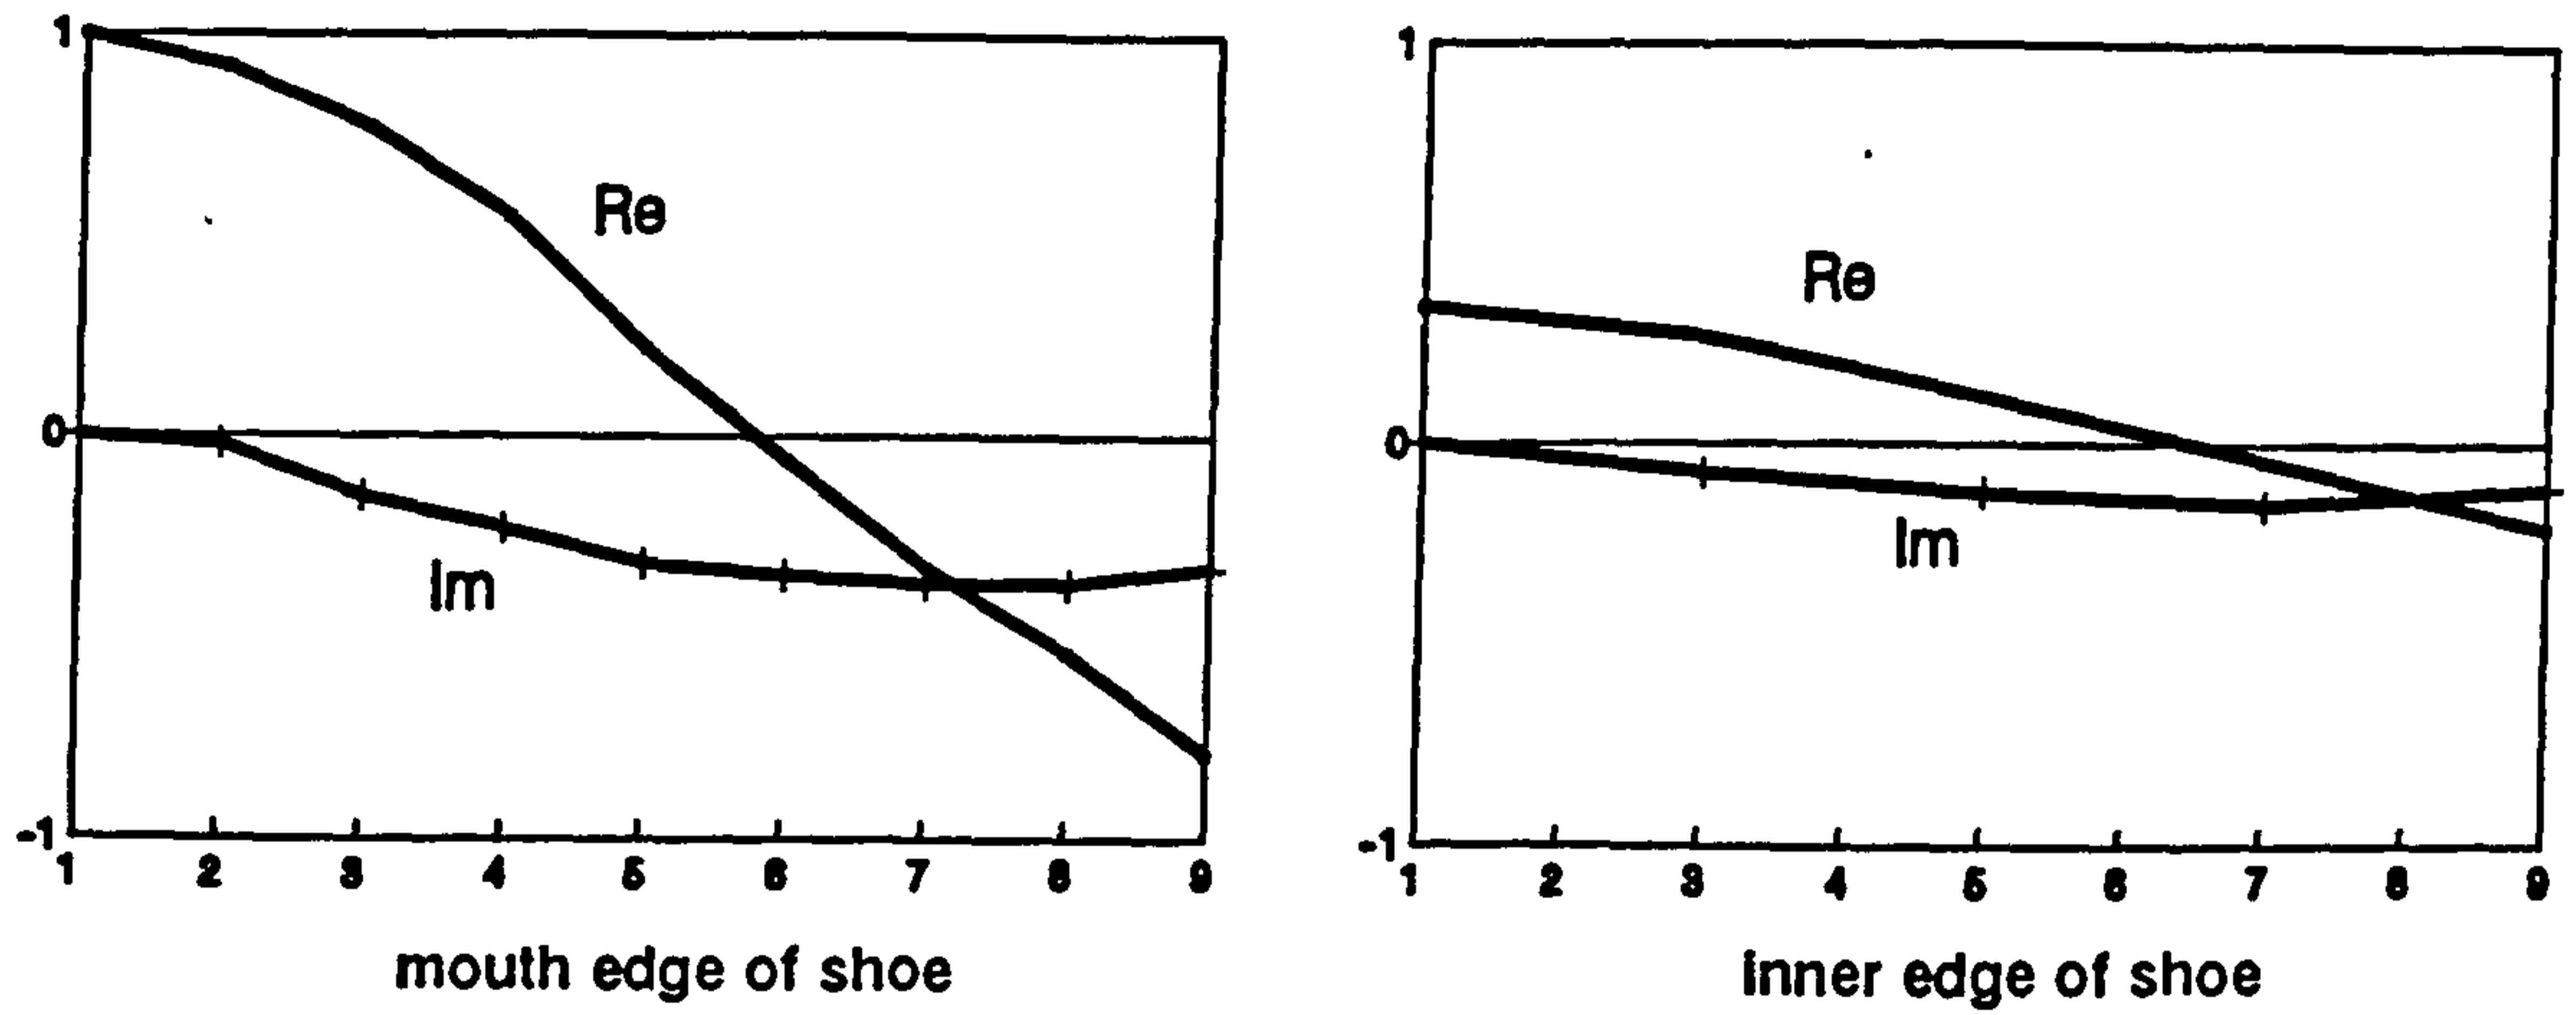 1
Re
0
Im
-1
1 2 3 4 5 6 7 8 9
mouth edge of shoe
1
Re
0
Im
-1
1 2 3 4 5 6 7 8 9
inner edge of shoe